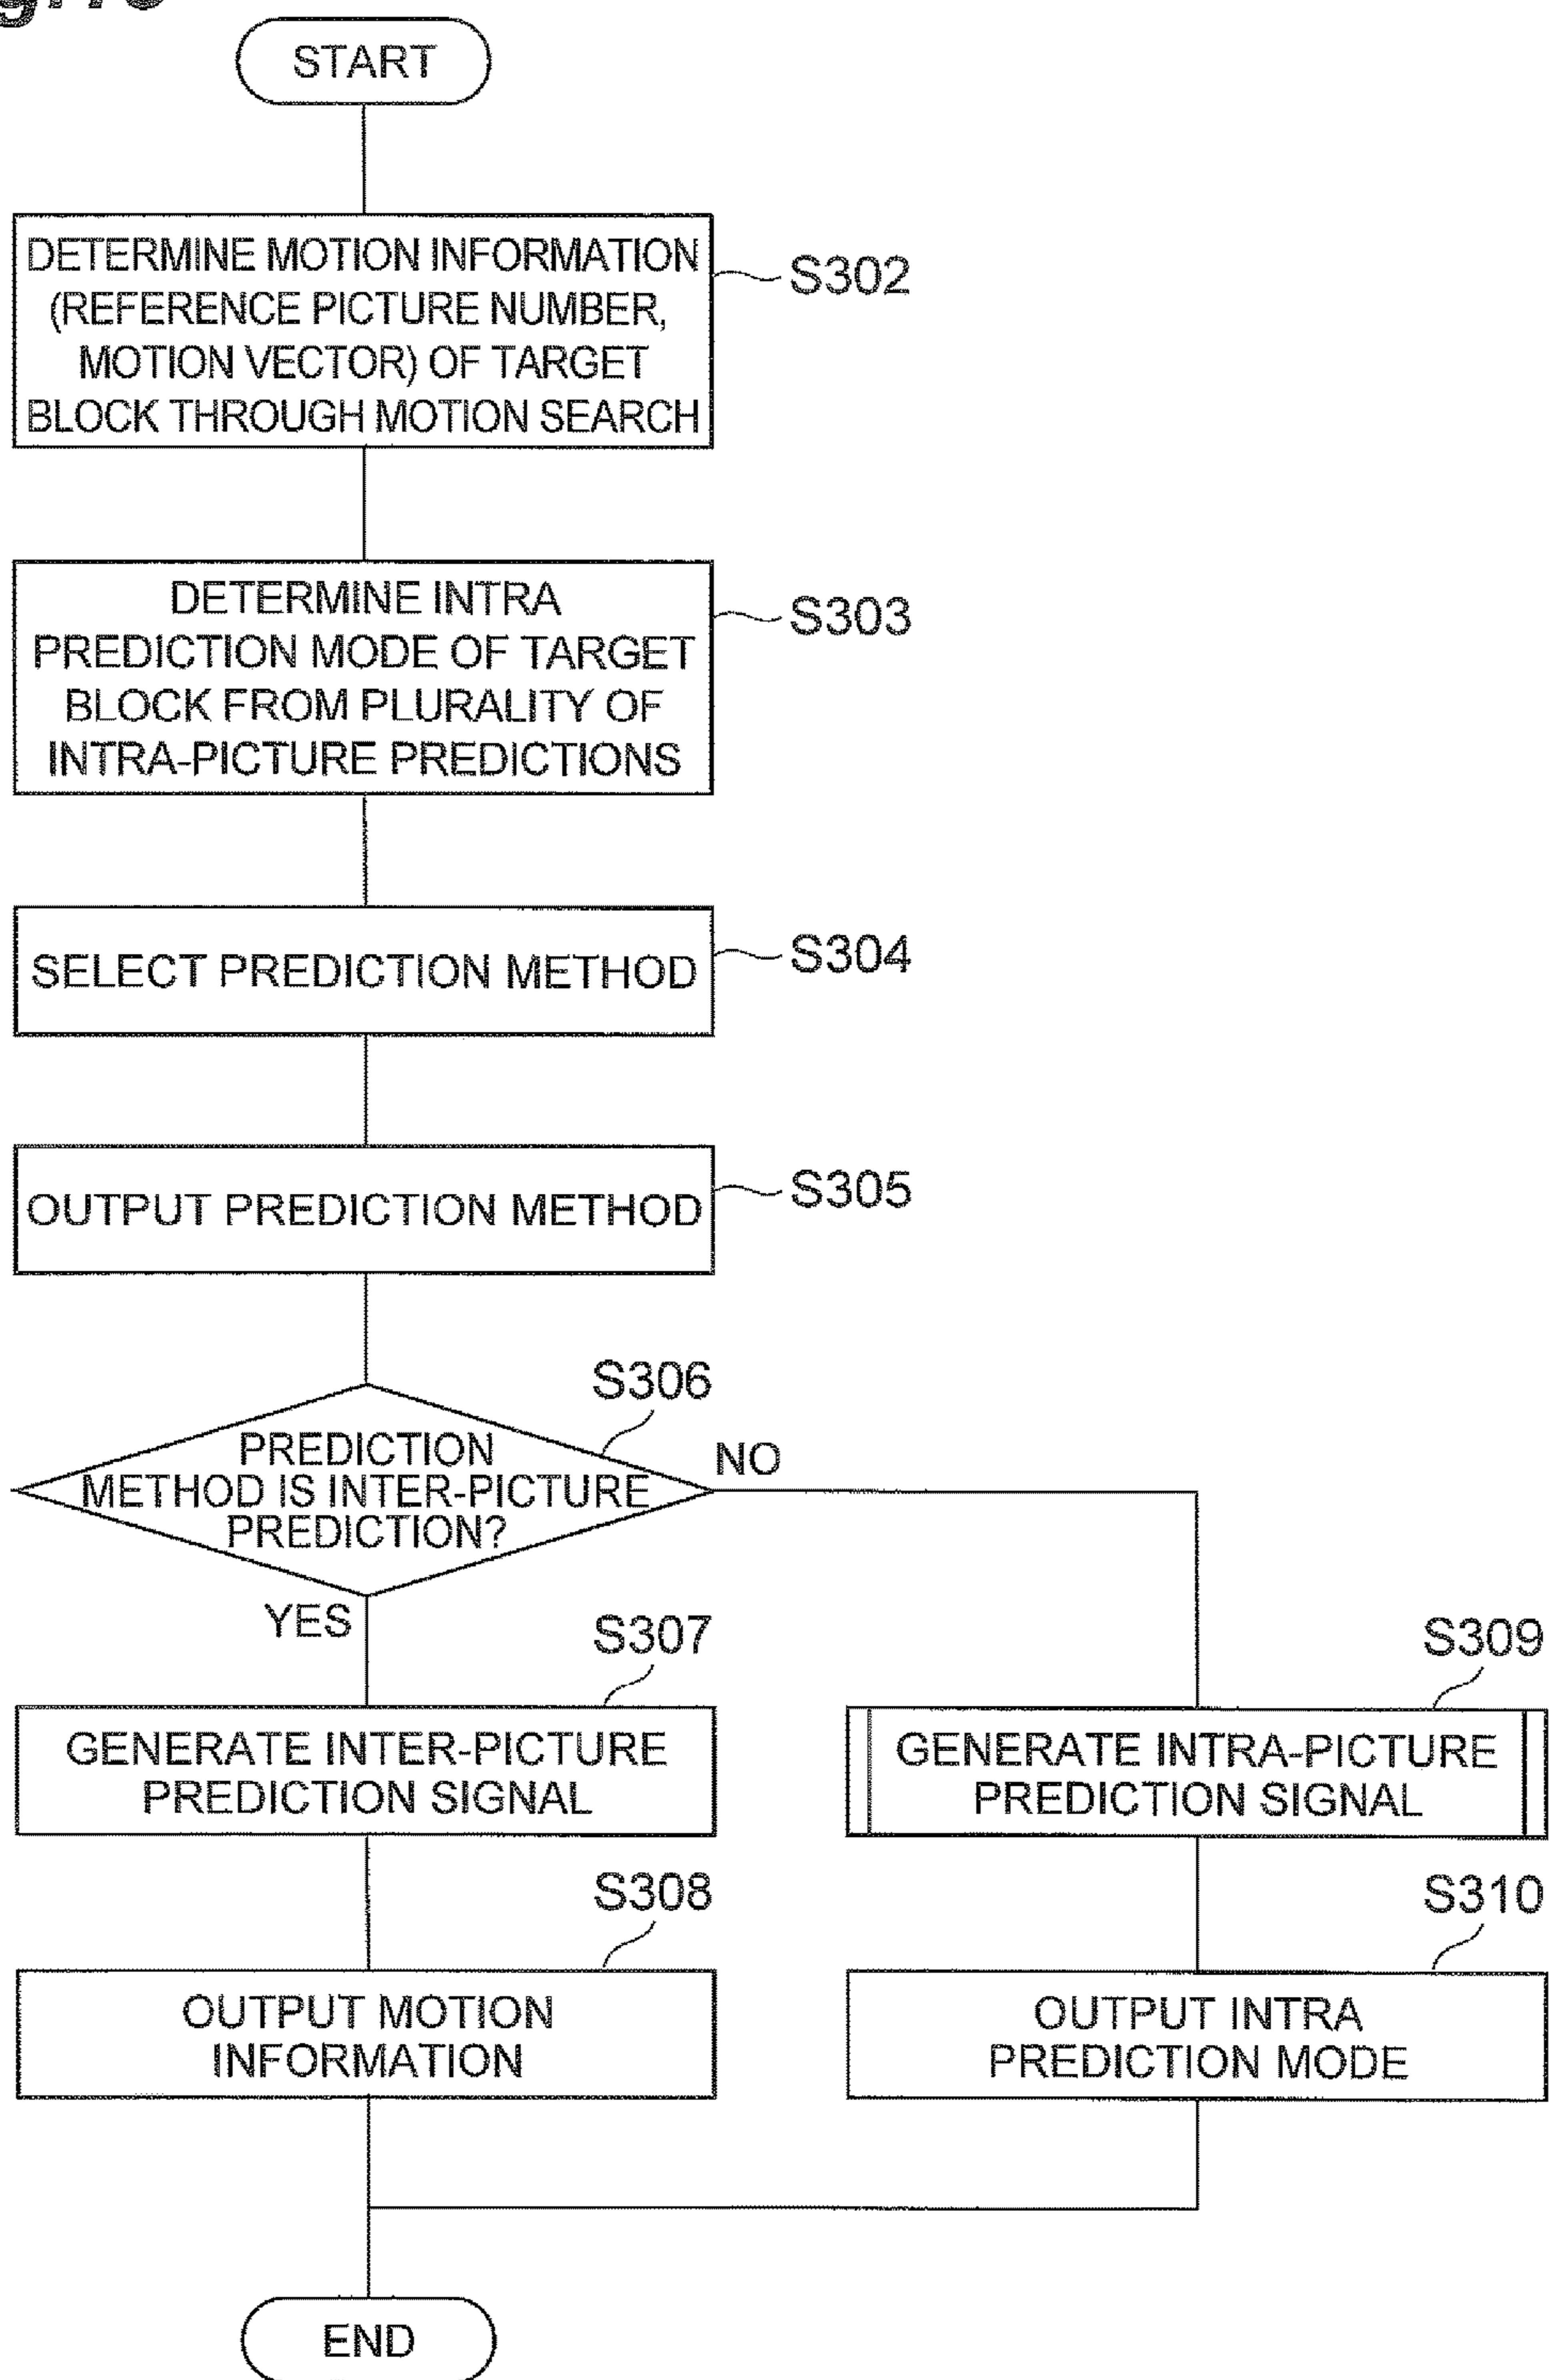 START
DETERMINE MOTION INFORMATION
(REFERENCE PICTURE NUMBER,
MOTION VECTOR) OF TARGET
BLOCK THROUGH MOTION SEARCH
S302
DETERMINE INTRA
PREDICTION MODE OF TARGET
BLOCK FROM PLURALITY OF
INTRA-PICTURE PREDICTIONS
S303
SELECT PREDICTION METHOD
S304
OUTPUT PREDICTION METHOD
S305
S306
PREDICTION
METHOD IS INTER-PICTURE
PREDICTION?
NO
YES
S307
GENERATE INTER-PICTURE
PREDICTION SIGNAL
S309
GENERATE INTRA-PICTURE
PREDICTION SIGNAL
S308
OUTPUT MOTION
INFORMATION
S310
OUTPUT INTRA
PREDICTION MODE
END